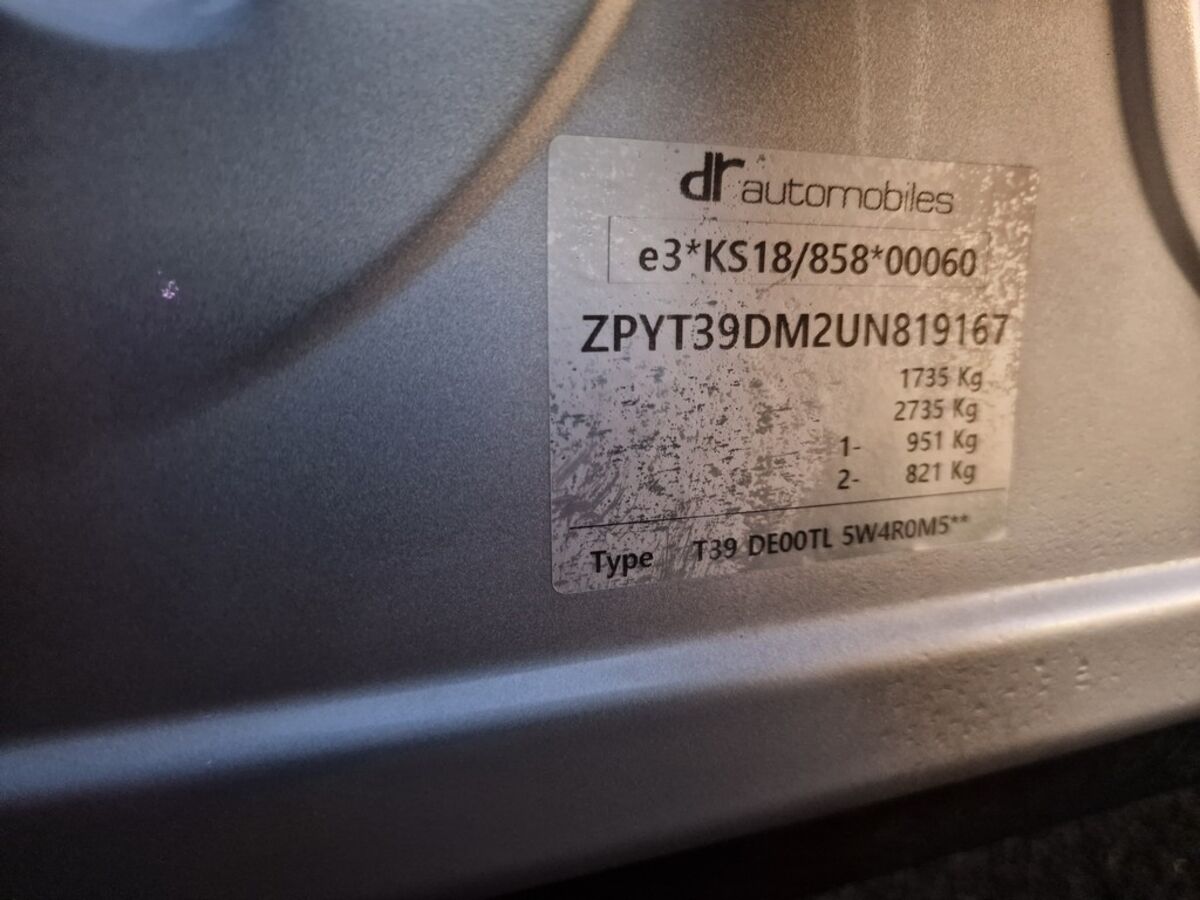 dr automobiles
e3*KS18/858*00060
ZPYT39DM2UN819167
1735 Kg
2735 Kg
1- 951 Kg
2- 821 Kg
Type T39 DE00TL 5W4R0M5**